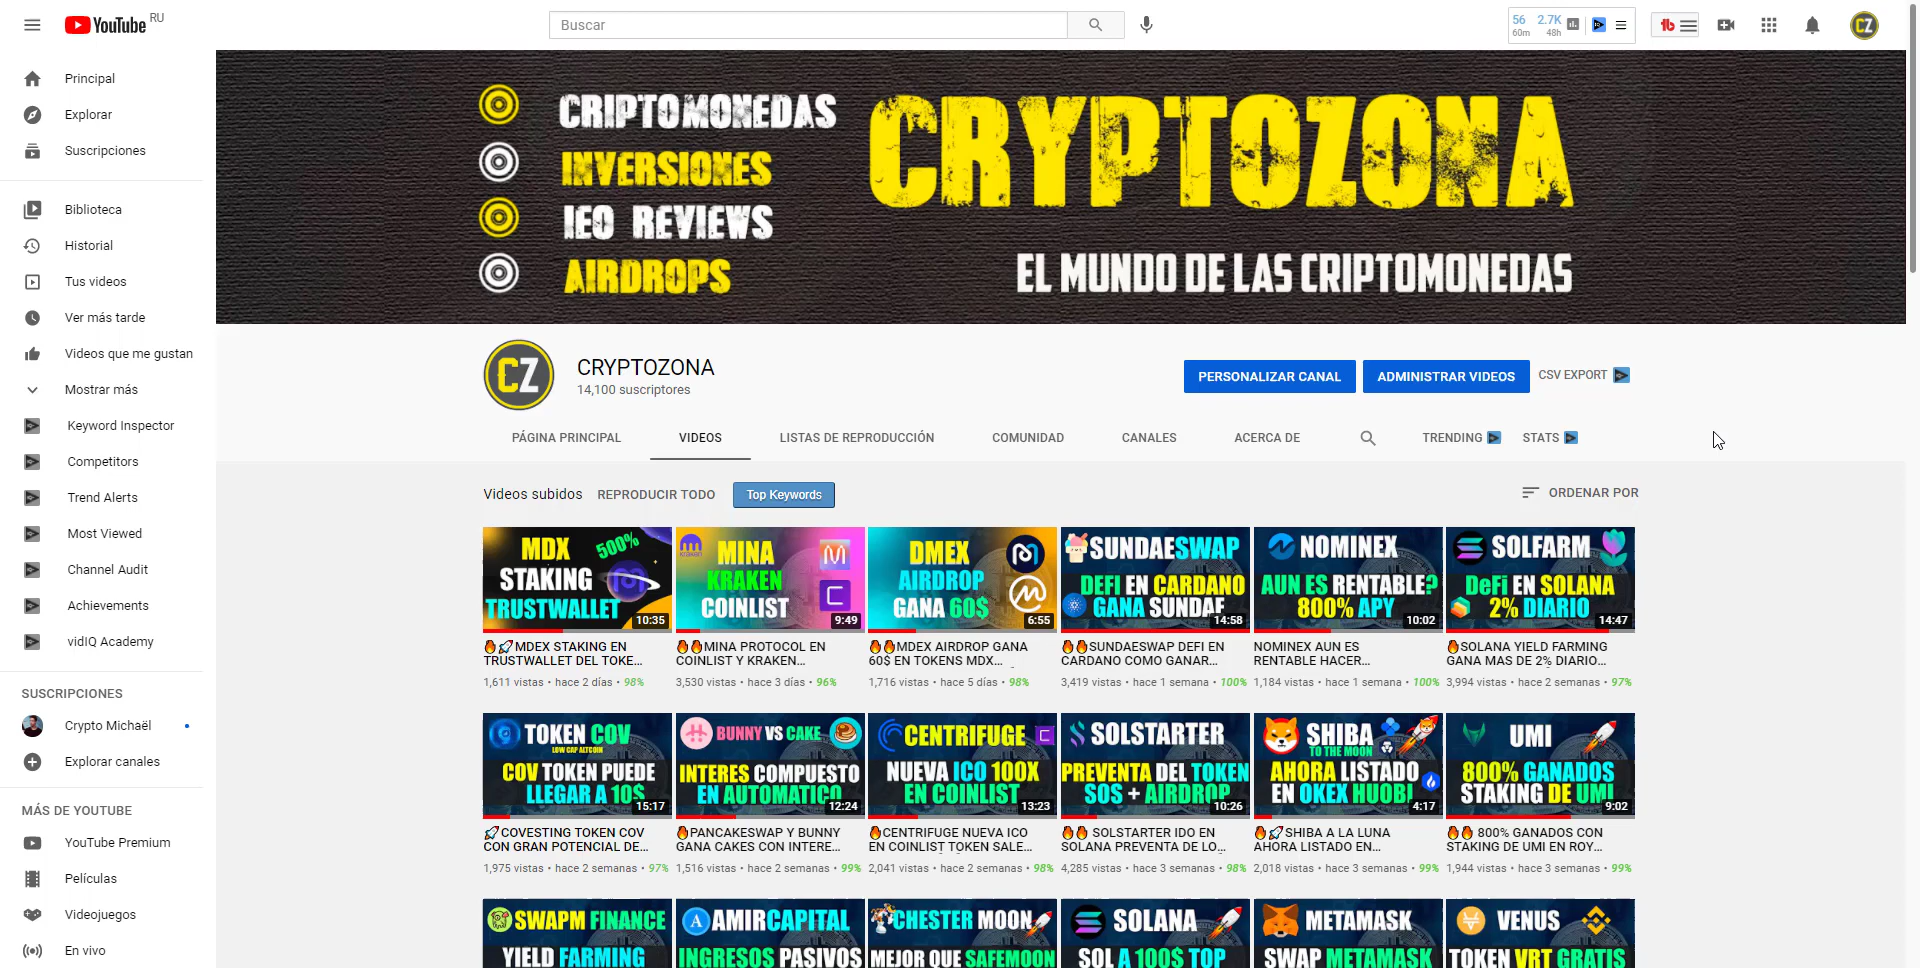 YouTube RU
Buscar
56 2.7K
60m 48h
CZ
Principal
Explorar
Suscripciones
Biblioteca
Historial
Tus videos
Ver más tarde
Videos que me gustan
Mostrar más
Keyword Inspector
Competitors
Trend Alerts
Most Viewed
Channel Audit
Achievements
vidIQ Academy
SUSCRIPCIONES
Crypto Michaël
Explorar canales
MÁS DE YOUTUBE
YouTube Premium
Películas
Videojuegos
En vivo
CRIPTOMONEDAS
INVERSIONES
IEO REVIEWS
AIRDROPS
CRYPTOZONA
EL MUNDO DE LAS CRIPTOMONEDAS
CZ
CRYPTOZONA
14,100 suscriptores
PERSONALIZAR CANAL
ADMINISTRAR VIDEOS
CSV EXPORT
PÁGINA PRINCIPAL
VIDEOS
LISTAS DE REPRODUCCIÓN
COMUNIDAD
CANALES
ACERCA DE
TRENDING
STATS
Videos subidos
REPRODUCIR TODO
Top Keywords
ORDENAR POR
MDX 500%
STAKING
TRUSTWALLET
10:35
🔥🚀MDEX STAKING EN
TRUSTWALLET DEL TOKE...
1,611 vistas • hace 2 días • 98%
MINA
KRAKEN
COINLIST
9:49
🔥🔥MINA PROTOCOL EN
COINLIST Y KRAKEN...
3,530 vistas • hace 3 días • 96%
DMEX
AIRDROP
GANA 60$
6:55
🔥🔥MDEX AIRDROP GANA
60$ EN TOKENS MDX...
1,716 vistas • hace 5 días • 98%
SUNDAESWAP
DEFI EN CARDANO
GANA SUNDAE
14:58
🔥🔥SUNDAESWAP DEFI EN
CARDANO COMO GANAR...
3,419 vistas • hace 1 semana • 100%
NOMINEX
AUN ES RENTABLE?
800% APY
10:02
NOMINEX AUN ES
RENTABLE HACER...
1,184 vistas • hace 1 semana • 100%
SOLFARM
DeFi EN SOLANA
2% DIARIO
14:47
🔥SOLANA YIELD FARMING
GANA MAS DE 2% DIARIO...
3,994 vistas • hace 2 semanas • 97%
TOKEN COV
LOW CAP ALTCOIN
COV TOKEN PUEDE
LLEGAR A 10$
15:17
🚀COVESTING TOKEN COV
CON GRAN POTENCIAL DE...
1,975 vistas • hace 2 semanas • 97%
BUNNY VS CAKE
INTERES COMPUESTO
EN AUTOMATICO
12:24
🔥PANCAKESWAP Y BUNNY
GANA CAKES CON INTERE...
1,516 vistas • hace 2 semanas • 99%
CENTRIFUGE
NUEVA ICO 100X
EN COINLIST
13:23
🔥CENTRIFUGE NUEVA ICO
EN COINLIST TOKEN SALE...
2,041 vistas • hace 2 semanas • 98%
SOLSTARTER
PREVENTA DEL TOKEN
SOS + AIRDROP
10:26
🔥🔥 SOLSTARTER IDO EN
SOLANA PREVENTA DE LO...
4,285 vistas • hace 3 semanas • 98%
SHIBA
TO THE MOON
AHORA LISTADO
EN OKEX HUOBI
4:17
🔥🚀SHIBA A LA LUNA
AHORA LISTADO EN...
2,018 vistas • hace 3 semanas • 99%
UMI
800% GANADOS
STAKING DE UMI
9:02
🔥🔥 800% GANADOS CON
STAKING DE UMI EN ROY...
1,944 vistas • hace 3 semanas • 99%
SWAPM FINANCE
YIELD FARMING
AMIRCAPITAL
INGRESOS PASIVOS
CHESTER MOON
MEJOR QUE SAFEMOON
SOLANA
SOL A 100$ TOP
METAMASK
SWAP METAMASK
VENUS
TOKEN VRT GRATIS